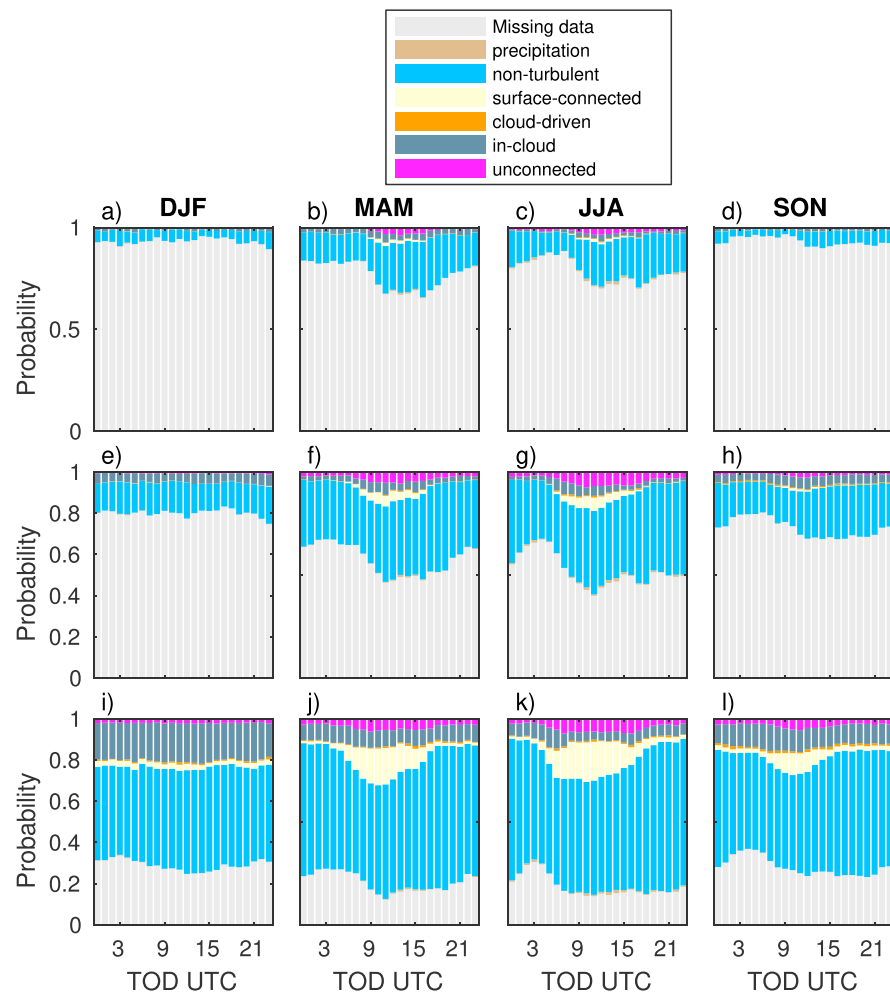 Missing data
precipitation
non-turbulent
surface-connected
cloud-driven
in-cloud
unconnected
a) DJF b) MAM c) JJA d) SON
1
0.5
0
Probability
e) f) g) h)
1
0.8
0.6
0.4
0.2
0
Probability
i) j) k) l)
1
0.8
0.6
0.4
0.2
0
Probability
3 9 15 21 3 9 15 21 3 9 15 21 3 9 15 21
TOD UTC TOD UTC TOD UTC TOD UTC